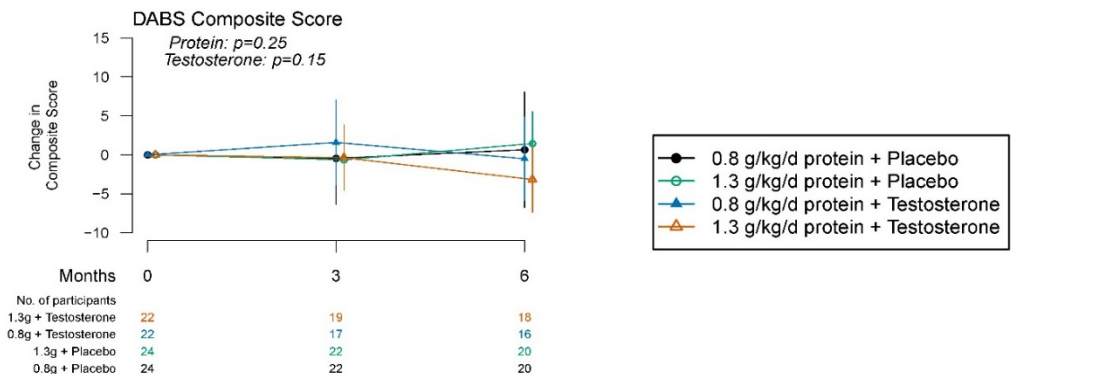 DABS Composite Score
Protein: p=0.25
Testosterone: p=0.15
Change in
Composite Score
15
10
5
0
−5
−10
Months 0 3 6
No. of participants
1.3g + Testosterone 22 19 18
0.8g + Testosterone 22 17 16
1.3g + Placebo 24 22 20
0.8g + Placebo 24 22 20
0.8 g/kg/d protein + Placebo
1.3 g/kg/d protein + Placebo
0.8 g/kg/d protein + Testosterone
1.3 g/kg/d protein + Testosterone